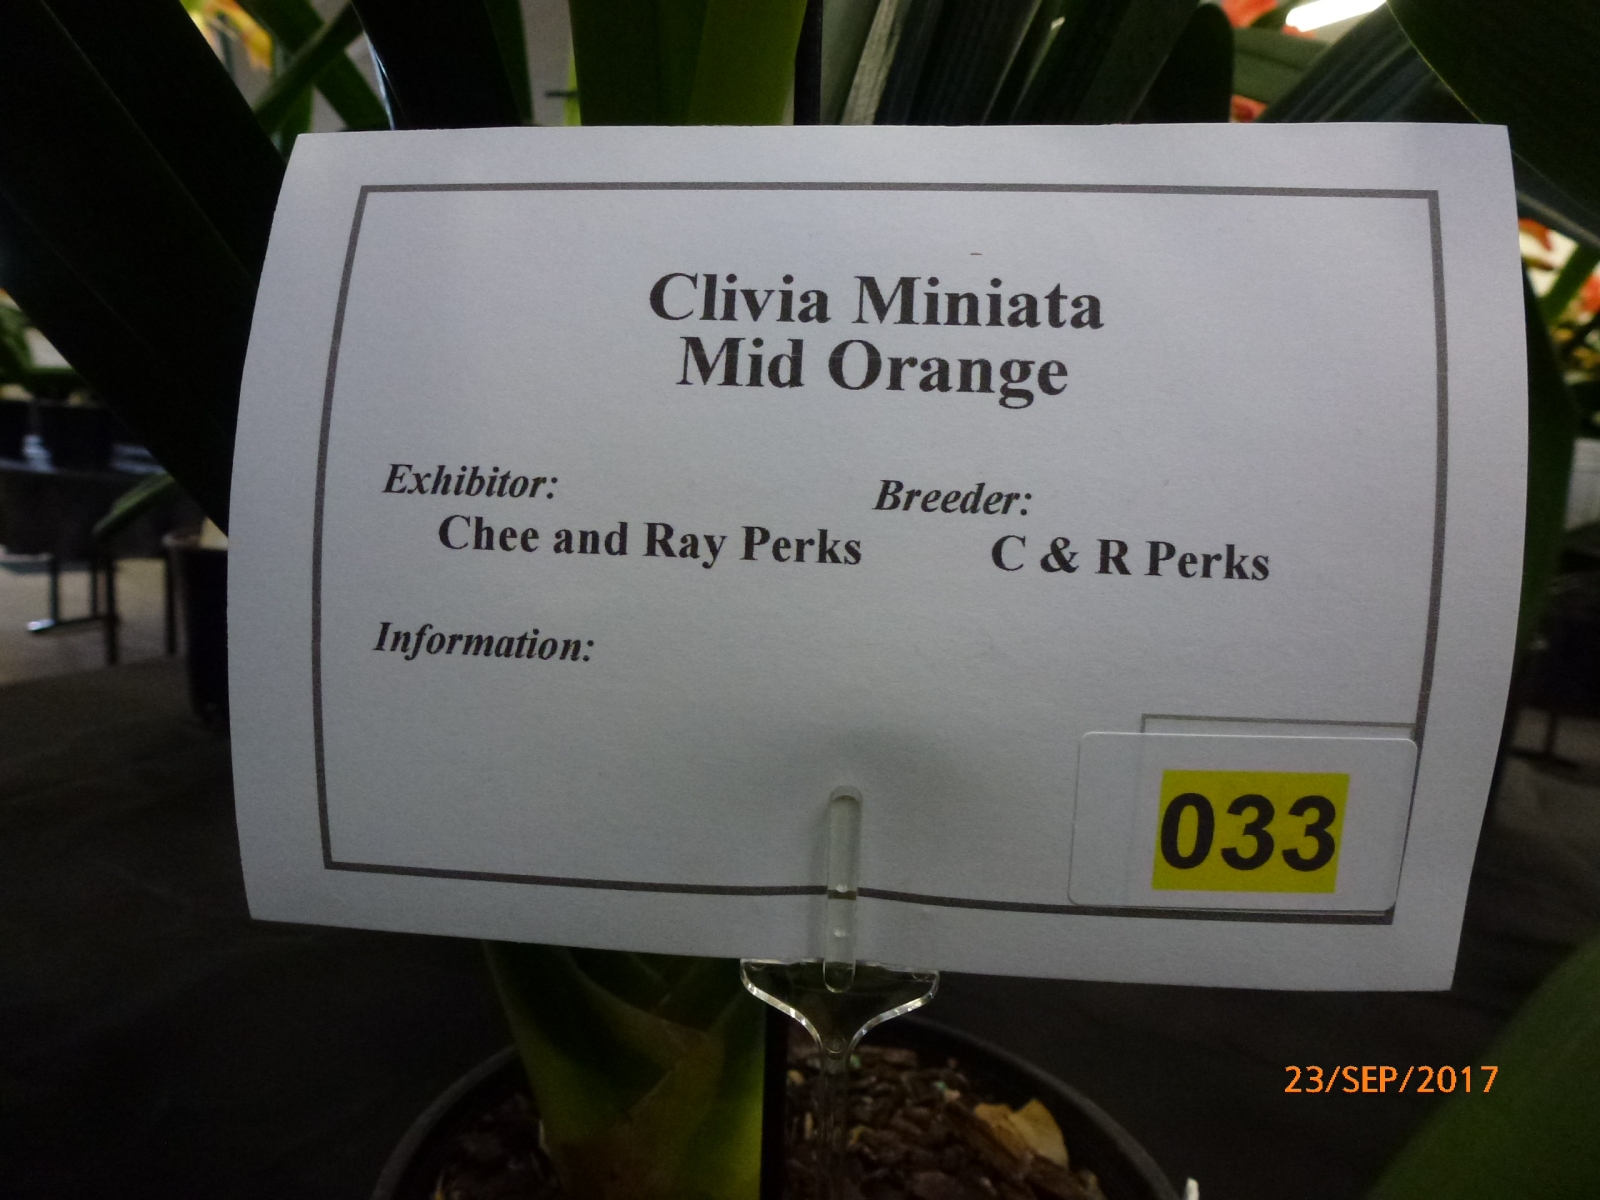 Clivia Miniata
Mid Orange
Exhibitor:
Chee and Ray Perks
Breeder:
C & R Perks
Information:
033
23/SEP/2017